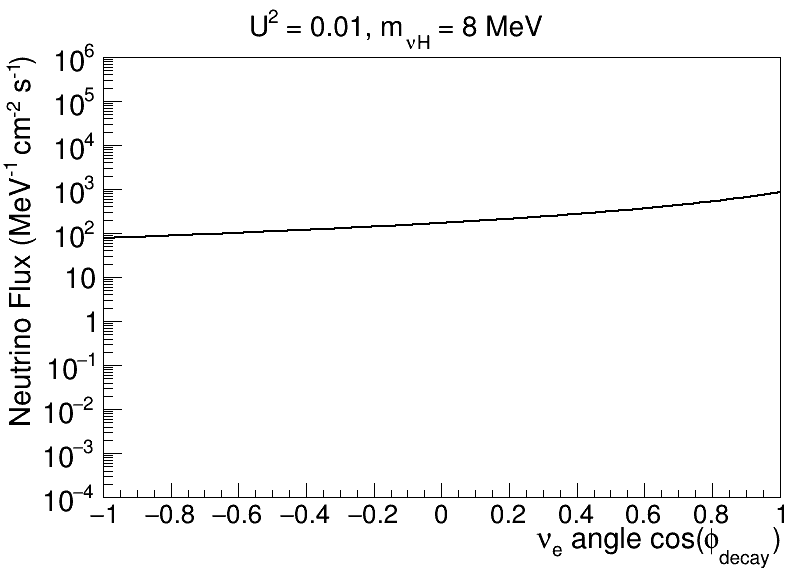 U² = 0.01, m_νH = 8 MeV
Neutrino Flux (MeV⁻¹ cm⁻² s⁻¹)
10⁶
10⁵
10⁴
10³
10²
10
1
10⁻¹
10⁻²
10⁻³
10⁻⁴
−1 −0.8 −0.6 −0.4 −0.2 0 0.2 0.4 0.6 0.8 1
ν_e angle cos(ϕ_decay)